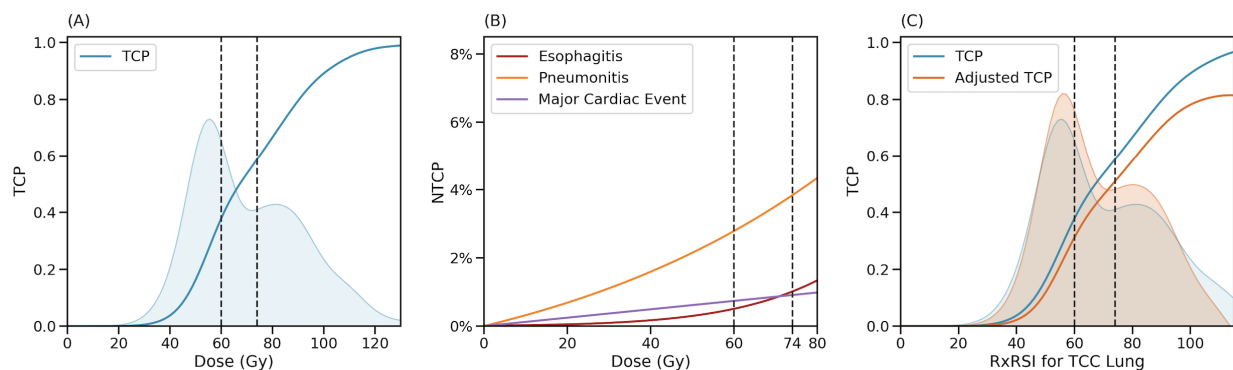 (A)
TCP
1.0
0.8
0.6
0.4
0.2
0.0
TCP
0 20 40 60 80 100 120
Dose (Gy)
(B)
Esophagitis
Pneumonitis
Major Cardiac Event
8%
6%
4%
2%
0%
NTCP
0 20 40 60 74 80
Dose (Gy)
(C)
TCP
Adjusted TCP
1.0
0.8
0.6
0.4
0.2
0.0
TCP
0 20 40 60 80 100
RxRSI for TCC Lung